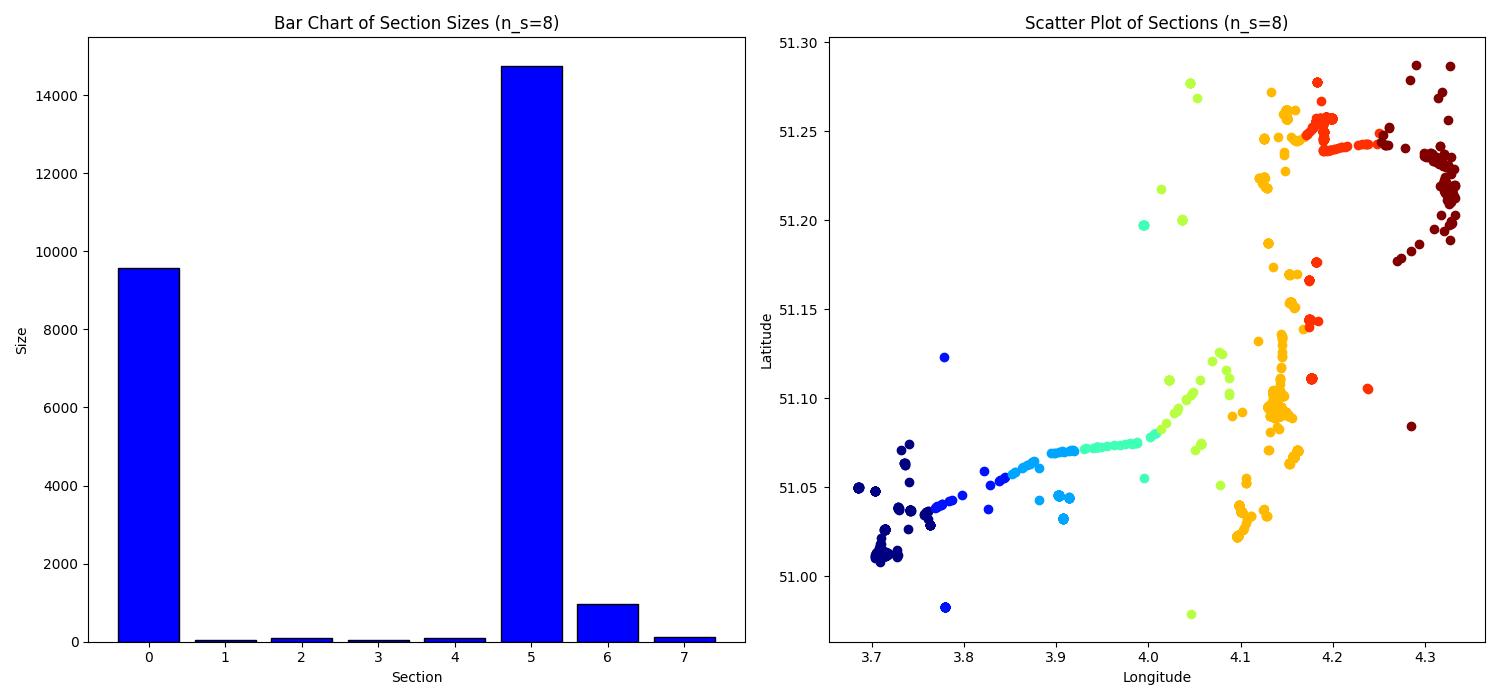 Bar Chart of Section Sizes (n_s=8)
Size
14000
12000
10000
8000
6000
4000
2000
0
0 1 2 3 4 5 6 7
Section
Scatter Plot of Sections (n_s=8)
Latitude
51.30
51.25
51.20
51.15
51.10
51.05
51.00
3.7 3.8 3.9 4.0 4.1 4.2 4.3
Longitude